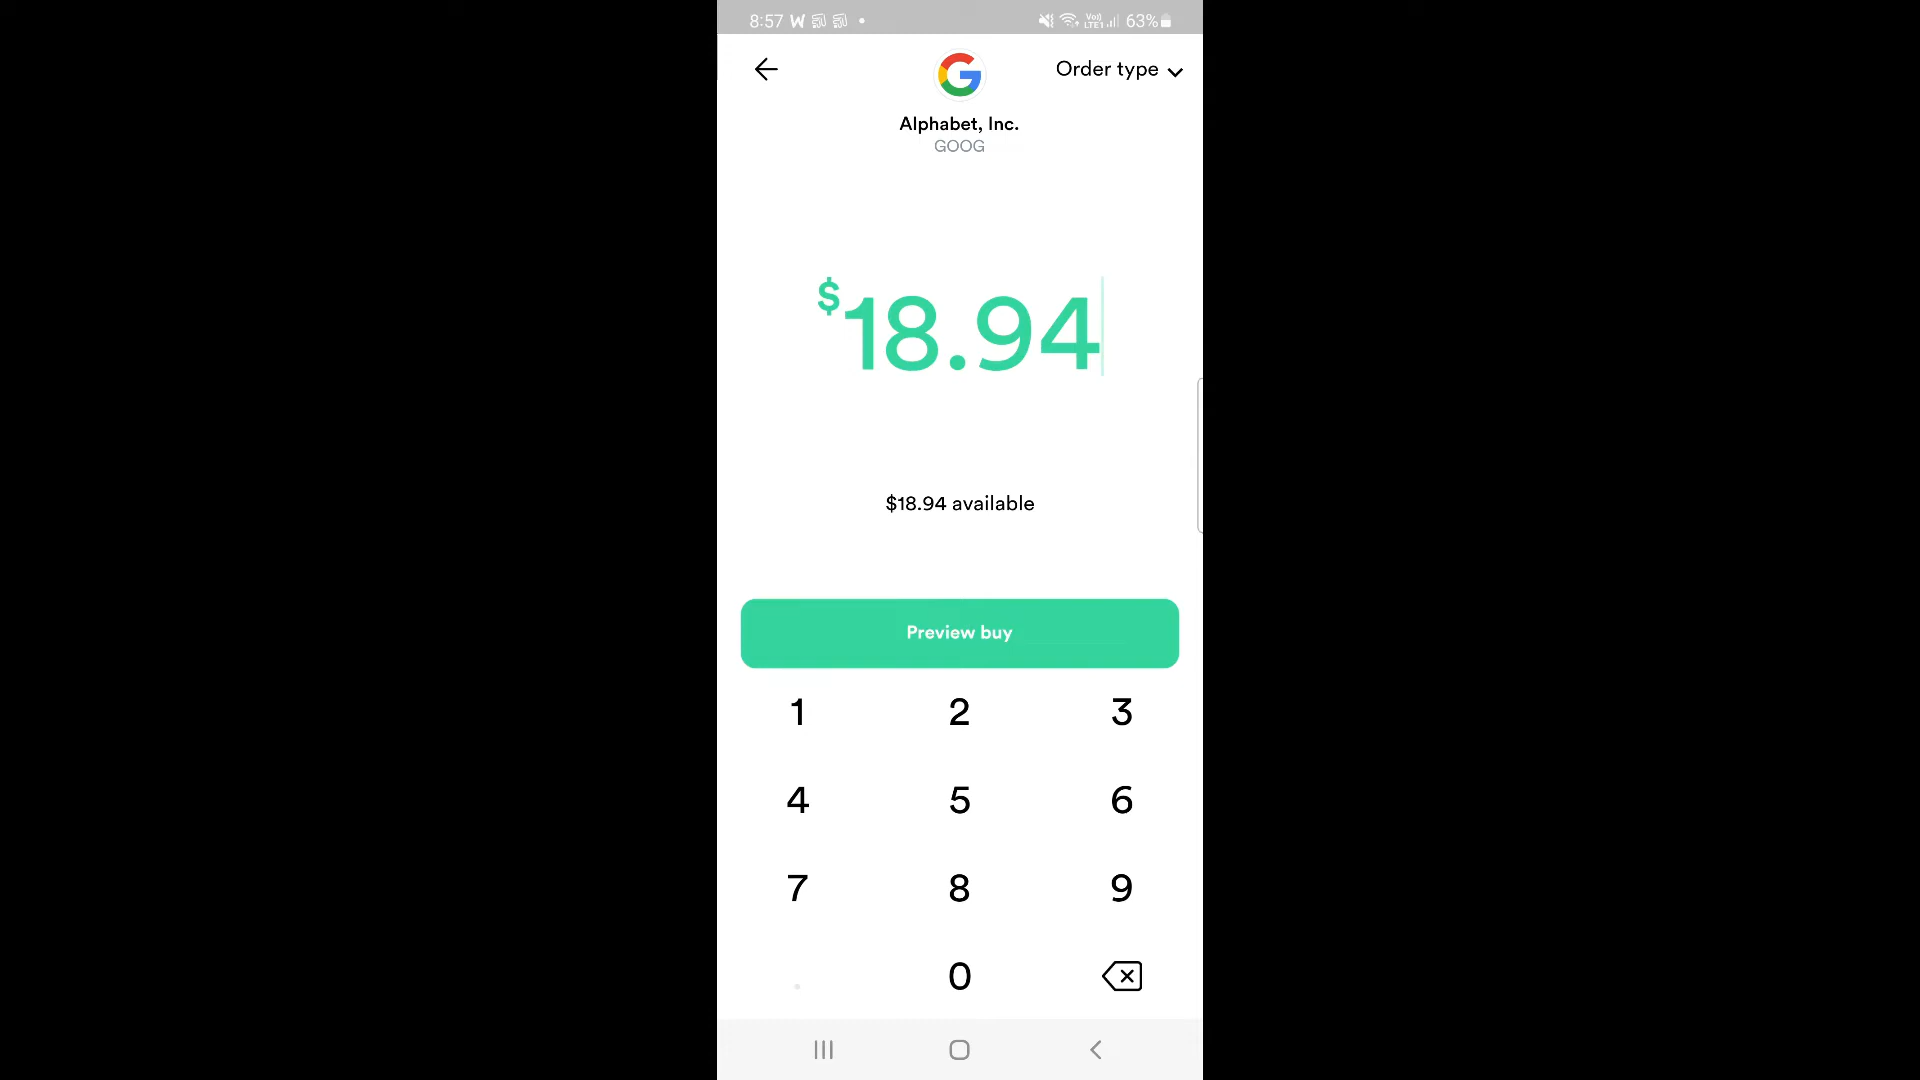 8:57 W 63%
Order type
Alphabet, Inc.
GOOG
$18.94
$18.94 available
Preview buy
1 2 3
4 5 6
7 8 9
. 0